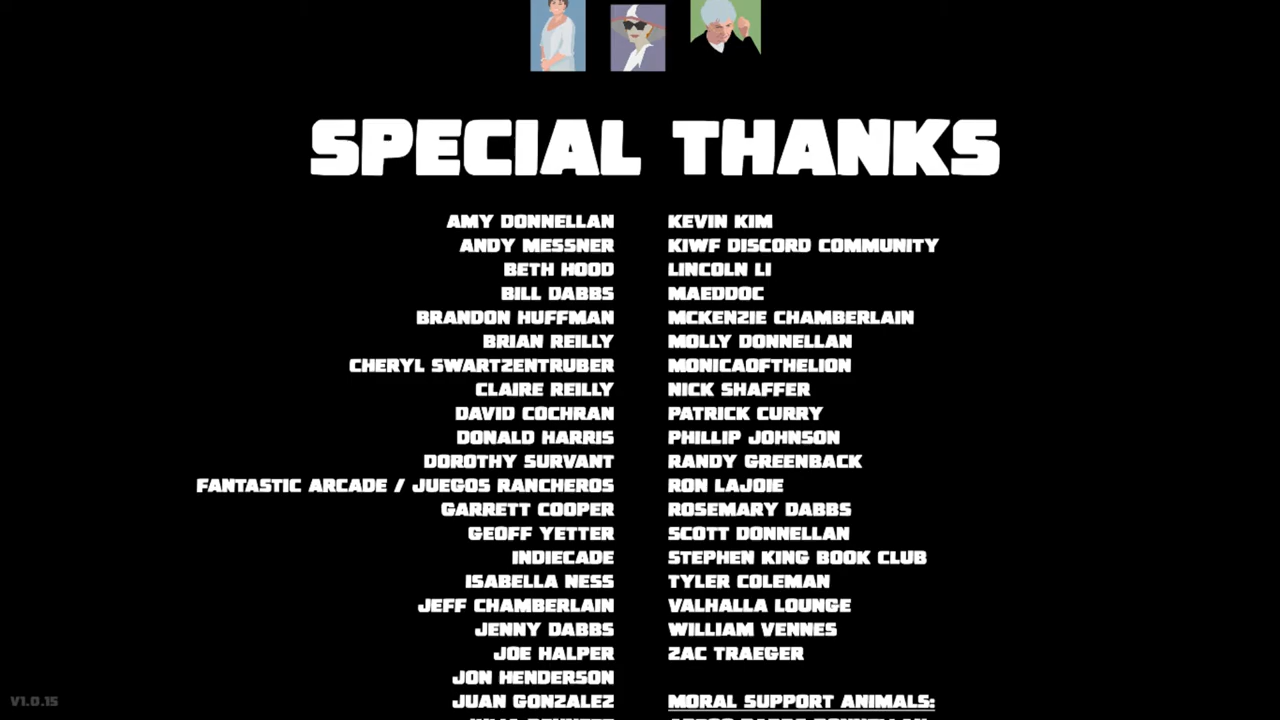 SPECIAL THANKS
AMY DONNELLAN
ANDY MESSNER
BETH HOOD
BILL DABBS
BRANDON HUFFMAN
BRIAN REILLY
CHERYL SWARTZENTRUBER
CLAIRE REILLY
DAVID COCHRAN
DONALD HARRIS
DOROTHY SURVANT
FANTASTIC ARCADE / JUEGOS RANCHEROS
GARRETT COOPER
GEOFF YETTER
INDIECADE
ISABELLA NESS
JEFF CHAMBERLAIN
JENNY DABBS
JOE HALPER
JON HENDERSON
JUAN GONZALEZ
KEVIN KIM
KIWF DISCORD COMMUNITY
LINCOLN LI
MAEDDOC
MCKENZIE CHAMBERLAIN
MOLLY DONNELLAN
MONICAOFTHELION
NICK SHAFFER
PATRICK CURRY
PHILLIP JOHNSON
RANDY GREENBACK
RON LAJOIE
ROSEMARY DABBS
SCOTT DONNELLAN
STEPHEN KING BOOK CLUB
TYLER COLEMAN
VALHALLA LOUNGE
WILLIAM VENNES
ZAC TRAEGER
MORAL SUPPORT ANIMALS:
V1.0.15